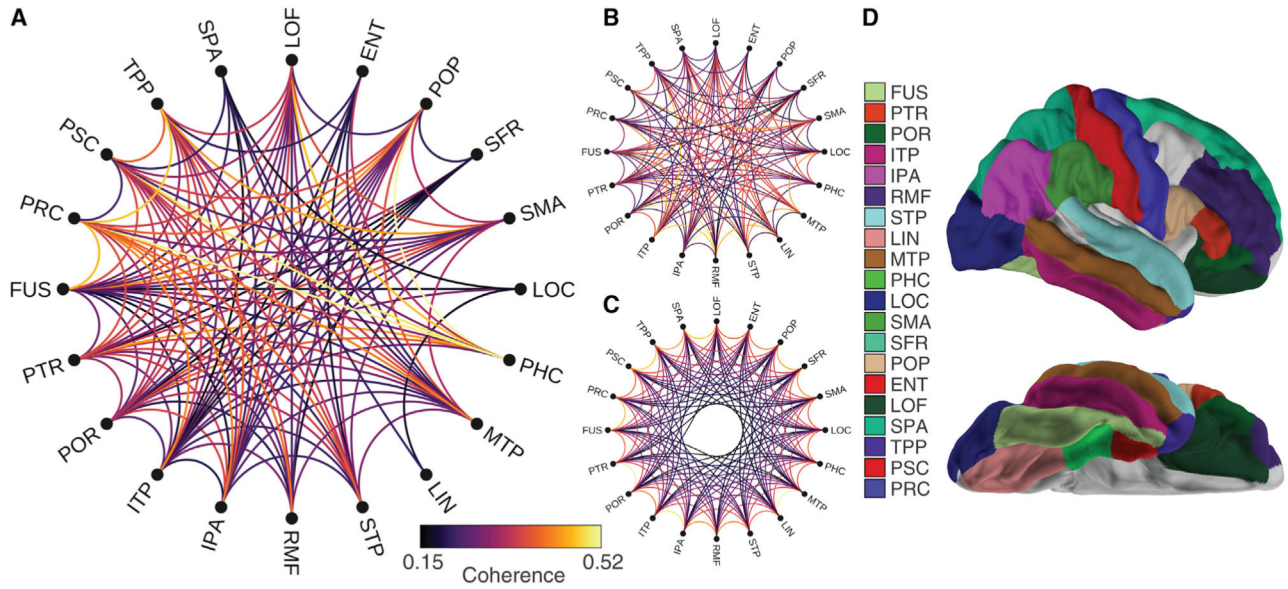 A
SPA
LOF
ENT
TPP
POP
PSC
SFR
PRC
SMA
FUS
LOC
PTR
PHC
POR
MTP
ITP
LIN
IPA
RMF
STP
0.15
0.52
Coherence
B
SPA
LOF
ENT
TPP
POP
PSC
SFR
PRC
SMA
FUS
LOC
PTR
PHC
POR
MTP
ITP
LIN
IPA
RMF
STP
C
SPA
LOF
ENT
TPP
POP
PSC
SFR
PRC
SMA
FUS
LOC
PTR
PHC
POR
MTP
ITP
LIN
IPA
RMF
STP
D
FUS
PTR
POR
ITP
IPA
RMF
STP
LIN
MTP
PHC
LOC
SMA
SFR
POP
ENT
LOF
SPA
TPP
PSC
PRC